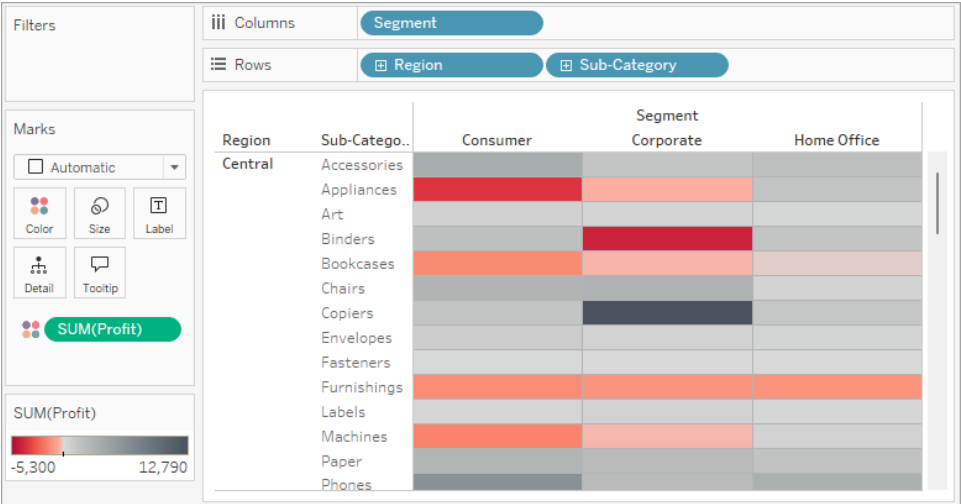 Filters
Columns Segment
Rows Region Sub-Category
Marks
Automatic
Color Size Label
Detail Tooltip
SUM(Profit)
SUM(Profit)
-5,300 12,790
Segment
Region Sub-Catego.. Consumer Corporate Home Office
Central Accessories
Appliances
Art
Binders
Bookcases
Chairs
Copiers
Envelopes
Fasteners
Furnishings
Labels
Machines
Paper
Phones